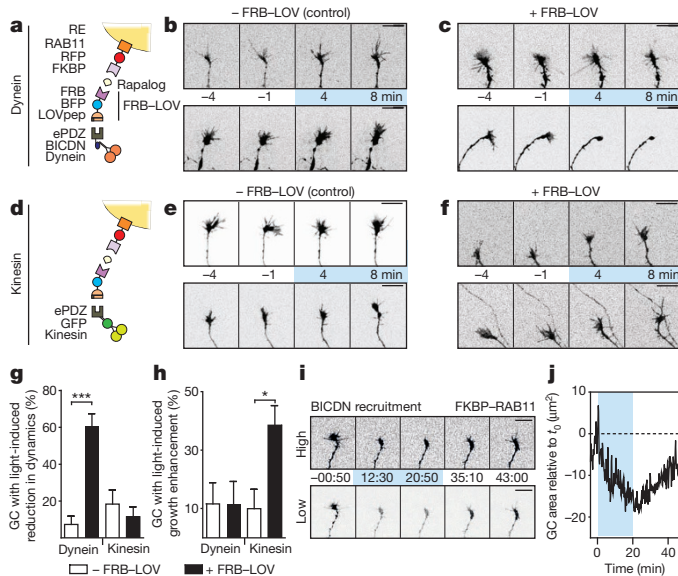 a
Dynein
RE
RAB11
RFP
FKBP
Rapalog
FRB
BFP
LOVpep
FRB–LOV
ePDZ
BICDN
Dynein
b
– FRB–LOV (control)
–4 –1 4 8 min
c
+ FRB–LOV
–4 –1 4 8 min
d
Kinesin
ePDZ
GFP
Kinesin
e
– FRB–LOV (control)
–4 –1 4 8 min
f
+ FRB–LOV
–4 –1 4 8 min
g
GC with light-induced
reduction in dynamics (%)
80
60
40
20
***
Dynein Kinesin
h
GC with light-induced
growth enhancement (%)
50
30
10
*
Dynein Kinesin
– FRB–LOV + FRB–LOV
i
BICDN recruitment FKBP–RAB11
High
–00:50 12:30 20:50 35:10 43:00
Low
j
GC area relative to t0 (μm²)
10
0
–10
–20
0 20 40
Time (min)